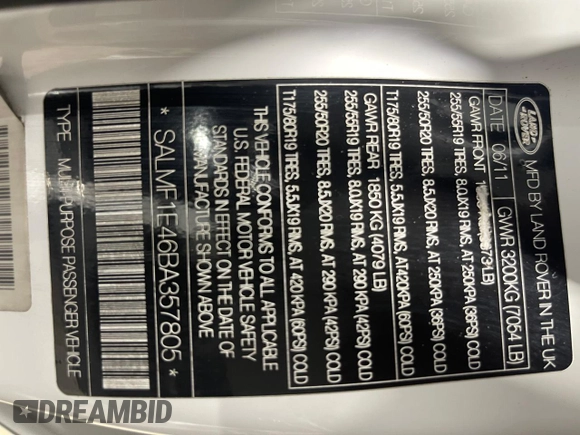 LAND
ROVER
MFD BY LAND ROVER IN THE UK
DATE 06/11 GVWR 3200KG (7054 LB)
GAWR FRONT
255/55R19 TIRES, 8.0JX19 RIMS, AT 250KPA (36PSI) COLD
255/50R20 TIRES, 8.5JX20 RIMS, AT 250KPA (36PSI) COLD
T175/80R19 TIRES, 5.5JX19 RIMS, AT 420KPA (60PSI) COLD
GAWR REAR 1850 KG (4079 LB)
255/55R19 TIRES, 8.0JX19 RIMS, AT 290 KPA (42PSI) COLD
255/50R20 TIRES, 8.5JX20 RIMS, AT 290 KPA (42PSI) COLD
T175/80R19 TIRES, 5.5JX19 RIMS, AT 420KPA (60PSI) COLD
THIS VEHICLE CONFORMS TO ALL APPLICABLE
U.S. FEDERAL MOTOR VEHICLE SAFETY
STANDARDS IN EFFECT ON THE DATE OF
MANUFACTURE SHOWN ABOVE
* SALMF1E46BA357805 *
TYPE MULTI-PURPOSE PASSENGER VEHICLE
DREAMBID